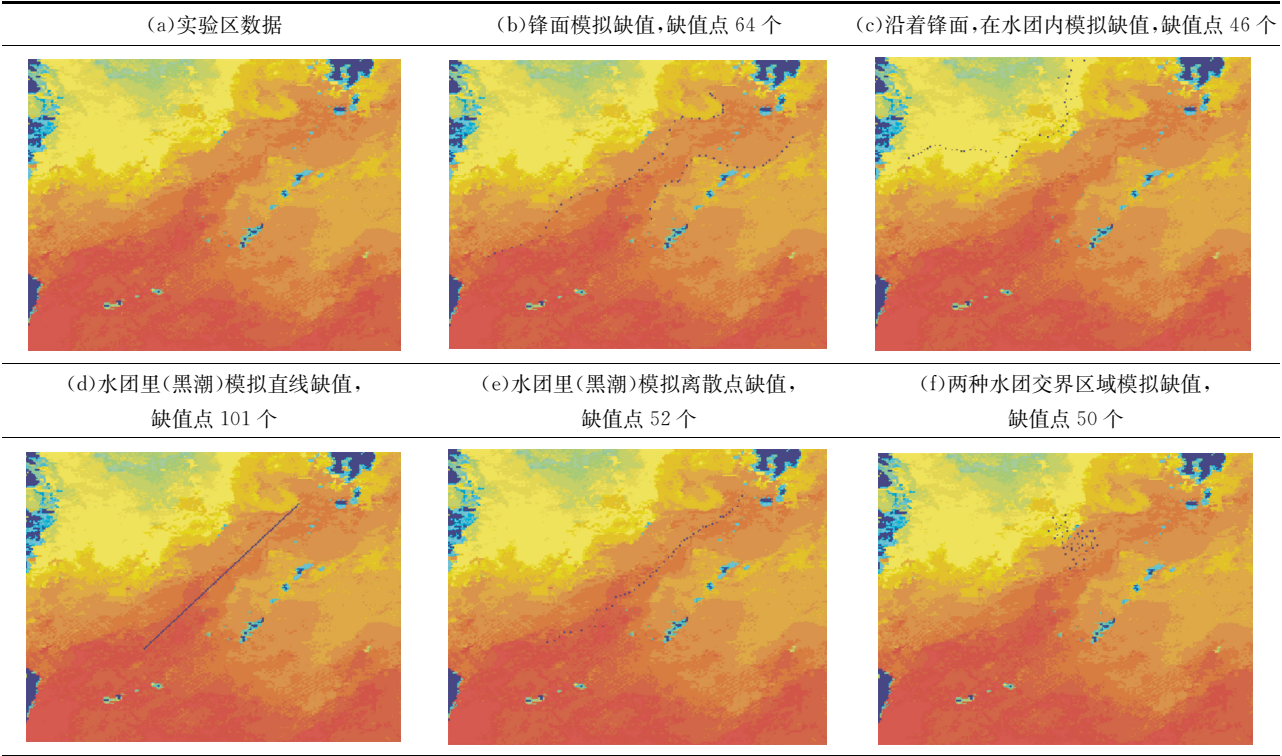 (a)实验区数据
(b)锋面模拟缺值,缺值点 64 个
(c)沿着锋面,在水团内模拟缺值,缺值点 46 个
(d)水团里(黑潮)模拟直线缺值,
缺值点 101 个
(e)水团里(黑潮)模拟离散点缺值,
缺值点 52 个
(f)两种水团交界区域模拟缺值,
缺值点 50 个